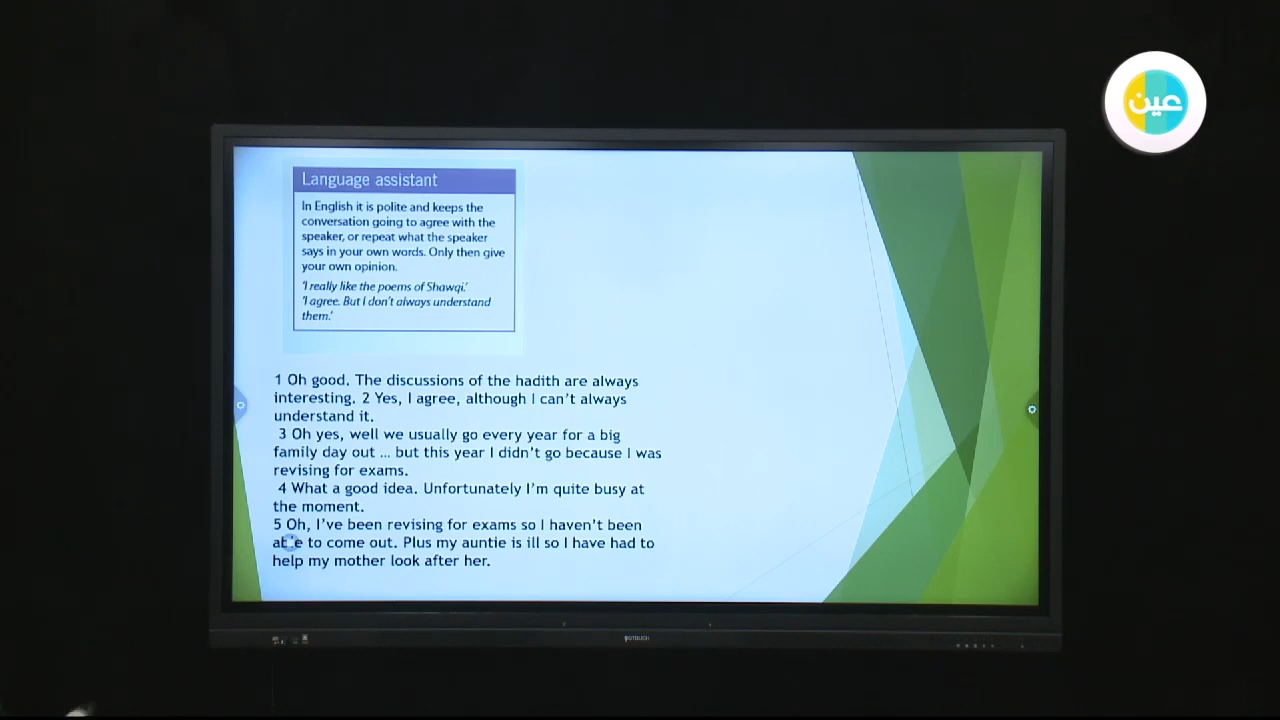 عين
Language assistant
In English it is polite and keeps the
conversation going to agree with the
speaker, or repeat what the speaker
says in your own words. Only then give
your own opinion.
'I really like the poems of Shawqi.'
'I agree. But I don't always understand
them.'
1 Oh good. The discussions of the hadith are always
interesting. 2 Yes, I agree, although I can't always
understand it.
3 Oh yes, well we usually go every year for a big
family day out ... but this year I didn't go because I was
revising for exams.
4 What a good idea. Unfortunately I'm quite busy at
the moment.
5 Oh, I've been revising for exams so I haven't been
able to come out. Plus my auntie is ill so I have had to
help my mother look after her.